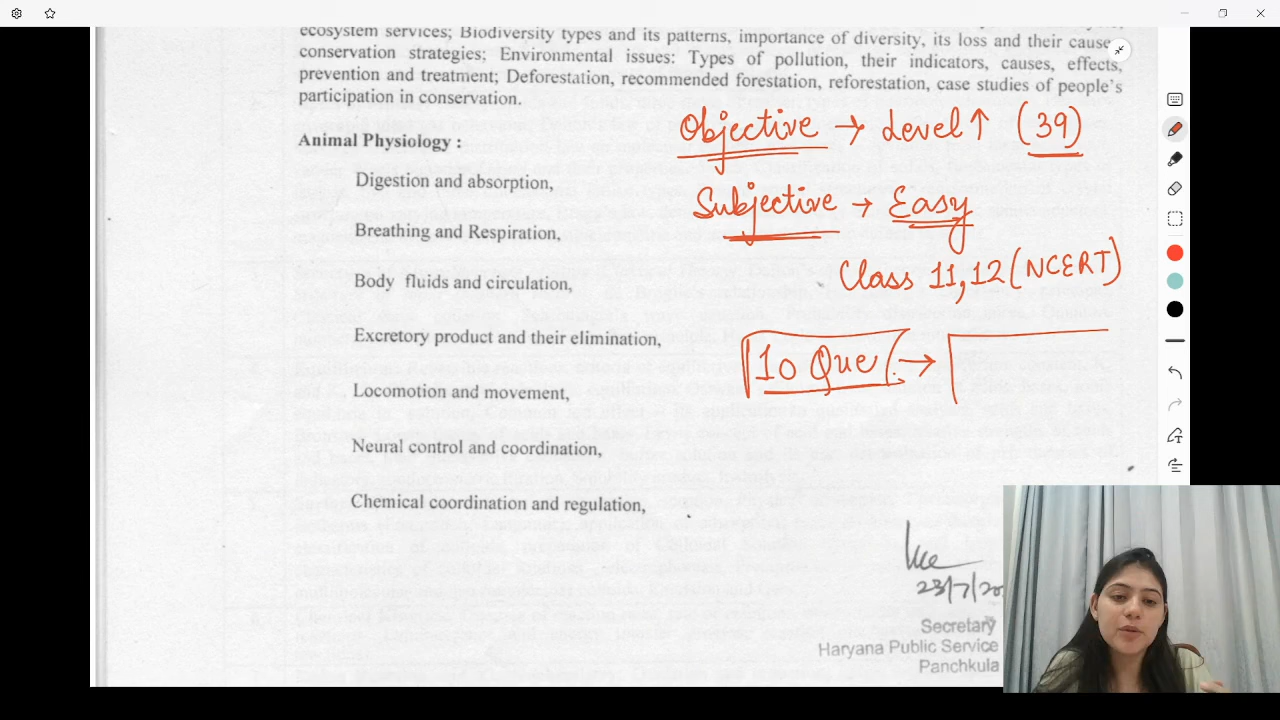 ecosystem services; Biodiversity types and its patterns, importance of diversity, its loss and their cause
conservation strategies; Environmental issues: Types of pollution, their indicators, causes, effects,
prevention and treatment; Deforestation, recommended forestation, reforestation, case studies of people's
participation in conservation.
Objective → Level ↑ (39)
Animal Physiology :
Digestion and absorption,
Subjective → Easy
Breathing and Respiration,
Class 11,12 (NCERT)
Body fluids and circulation,
Excretory product and their elimination,
10 Que →
Locomotion and movement,
Neural control and coordination,
Chemical coordination and regulation,
23/7/20
Secretary
Haryana Public Service
Panchkula